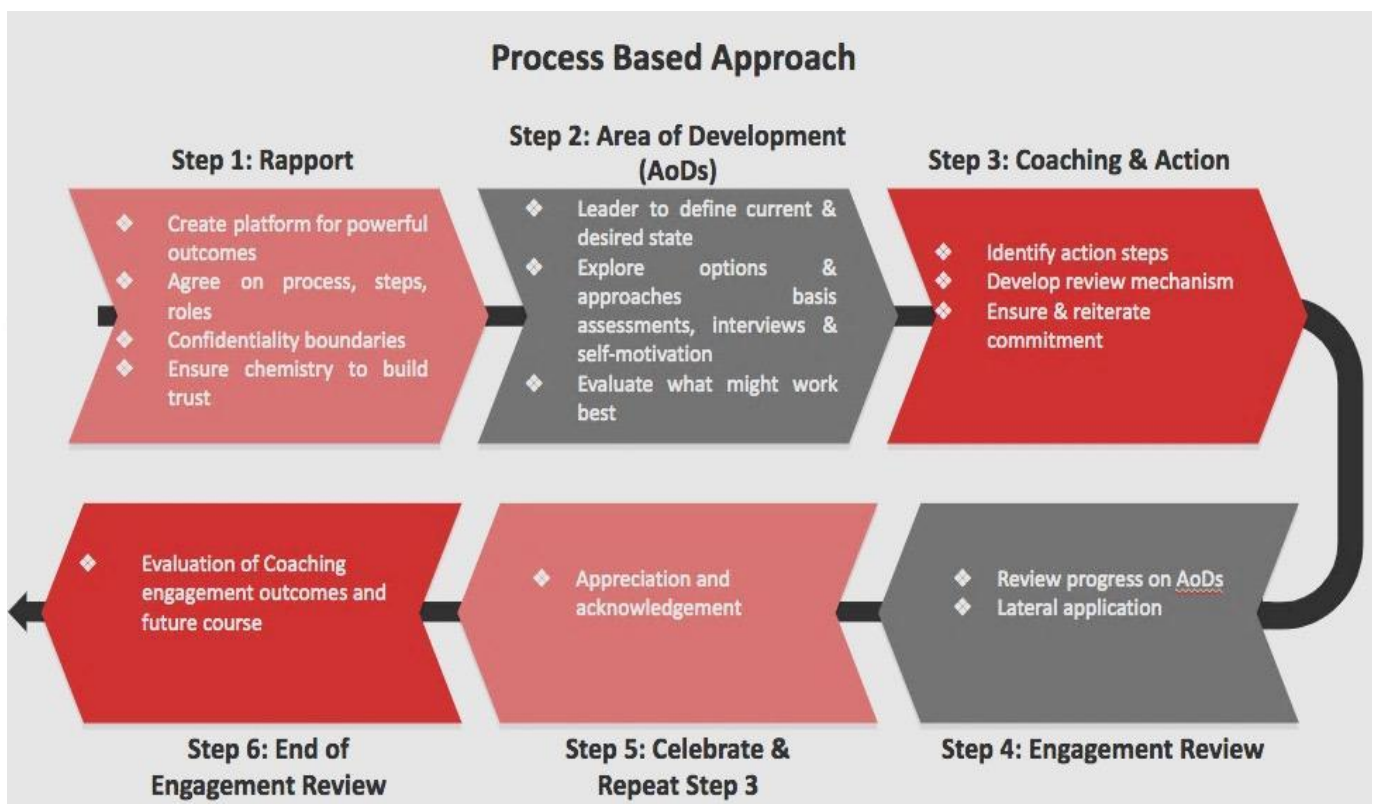 Process Based Approach
Step 1: Rapport
❖ Create platform for powerful
outcomes
❖ Agree on process, steps,
roles
❖ Confidentiality boundaries
❖ Ensure chemistry to build
trust
Step 2: Area of Development
(AoDs)
❖ Leader to define current &
desired state
❖ Explore options &
approaches basis
assessments, interviews &
self-motivation
❖ Evaluate what might work
best
Step 3: Coaching & Action
❖ Identify action steps
❖ Develop review mechanism
❖ Ensure & reiterate
commitment
❖ Review progress on AoDs
❖ Lateral application
Step 4: Engagement Review
❖ Appreciation and
acknowledgement
Step 5: Celebrate &
Repeat Step 3
❖ Evaluation of Coaching
engagement outcomes and
future course
Step 6: End of
Engagement Review